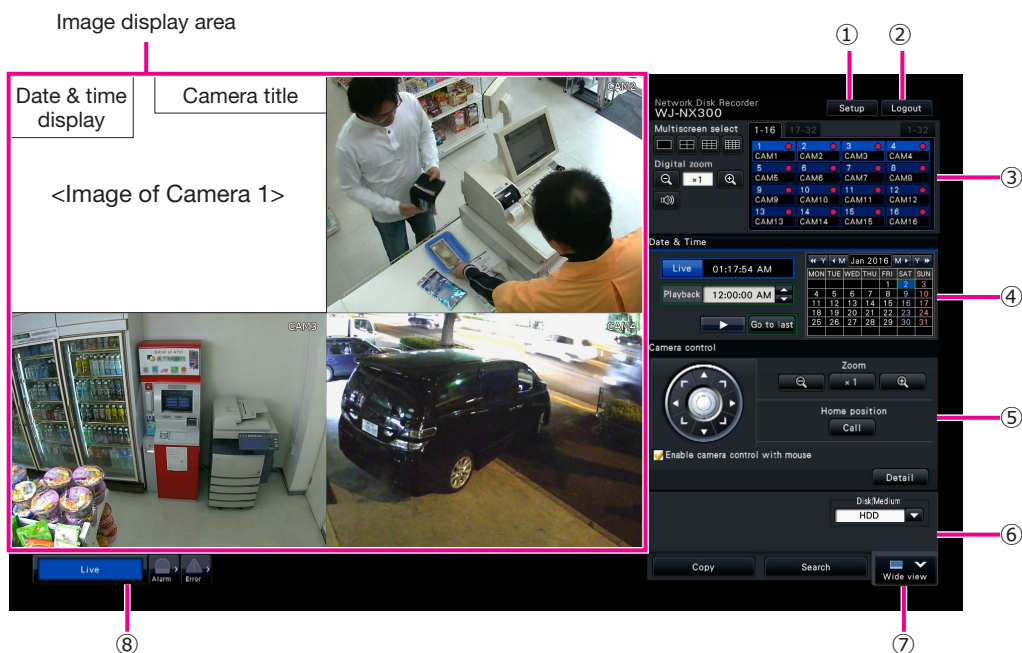 Image display area
①
②
Date & time
display
Camera title
<Image of Camera 1>
CAM2
CAM3
CAM4
BANK of ATM
Network Disk Recorder
WJ-NX300
Setup
Logout
Multiscreen select
1-16 17-32 1-32
1 2 3 4
CAM1 CAM2 CAM3 CAM4
5 6 7 8
CAM5 CAM6 CAM7 CAM8
9 10 11 12
CAM9 CAM10 CAM11 CAM12
13 14 15 16
CAM13 CAM14 CAM15 CAM16
Digital zoom
×1
③
Date & Time
Live 01:17:54 AM
Playback 12:00:00 AM
Go to last
Y M Jan 2016 M Y
MON TUE WED THU FRI SAT SUN
1 2 3
4 5 6 7 8 9 10
11 12 13 14 15 16 17
18 19 20 21 22 23 24
25 26 27 28 29 30 31
④
Camera control
Zoom
×1
Home position
Call
⑤
Enable camera control with mouse
Detail
Disk/Medium
HDD
⑥
Copy
Search
Wide view
Live
Alarm
Error
⑧
⑦